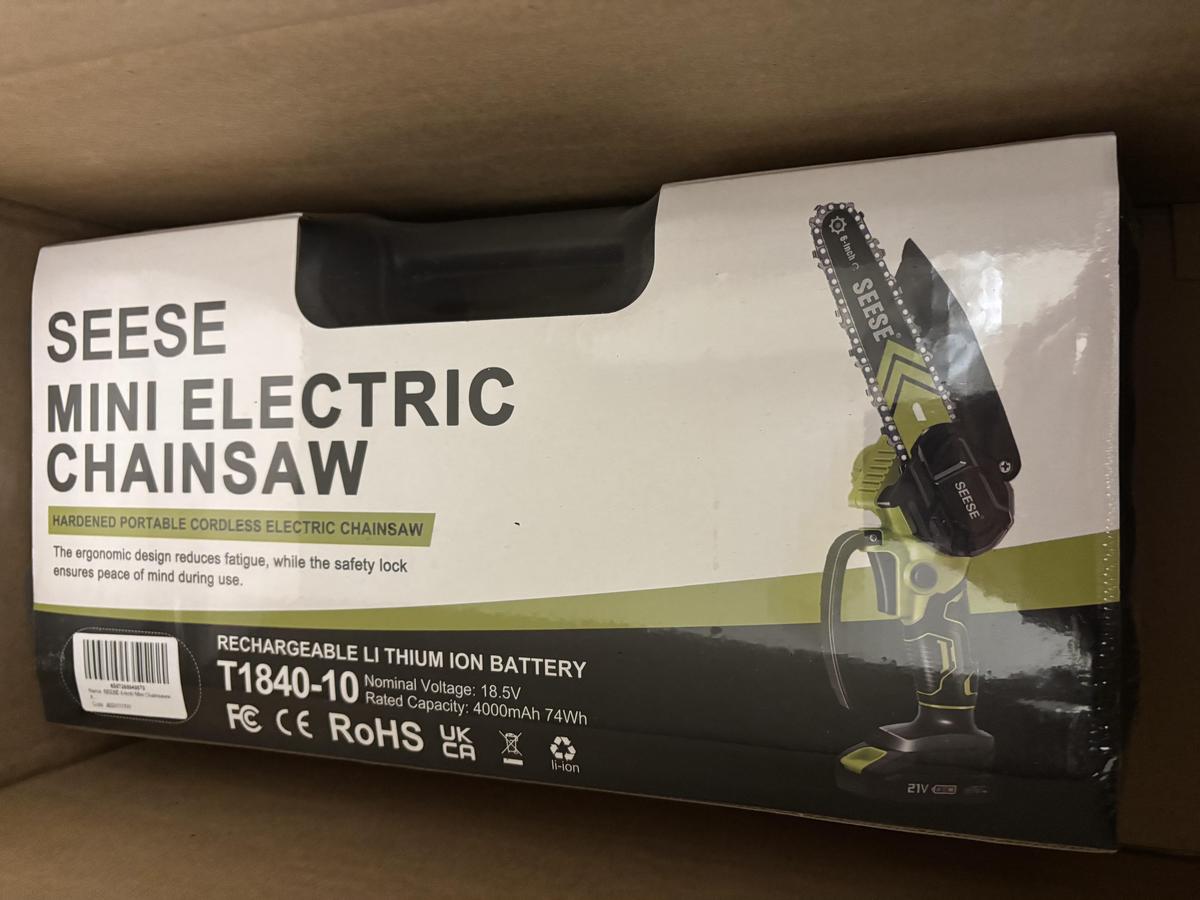 SEESE
MINI ELECTRIC
CHAINSAW
HARDENED PORTABLE CORDLESS ELECTRIC CHAINSAW
The ergonomic design reduces fatigue, while the safety lock
ensures peace of mind during use.
RECHARGEABLE LI THIUM ION BATTERY
T1840-10
Nominal Voltage: 18.5V
Rated Capacity: 4000mAh 74Wh
FC CE RoHS UK CA
li-ion
6-inch
SEESE
SEESE
21V